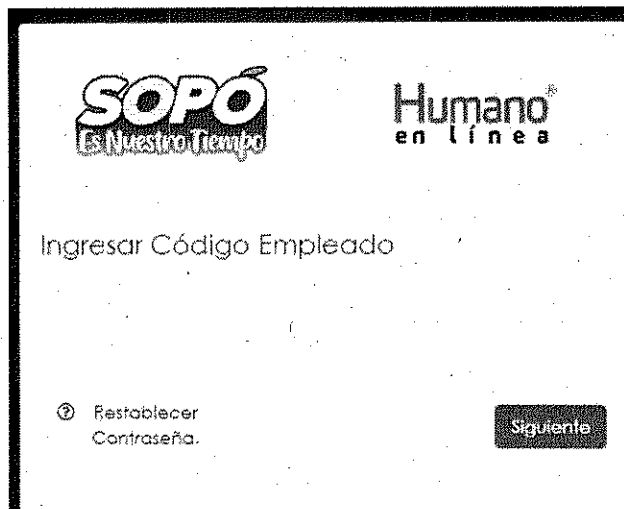 SOPÓ
Es Nuestro Tiempo
Humano®
en línea
Ingresar Código Empleado
Restablecer
Contraseña.
Siguiente